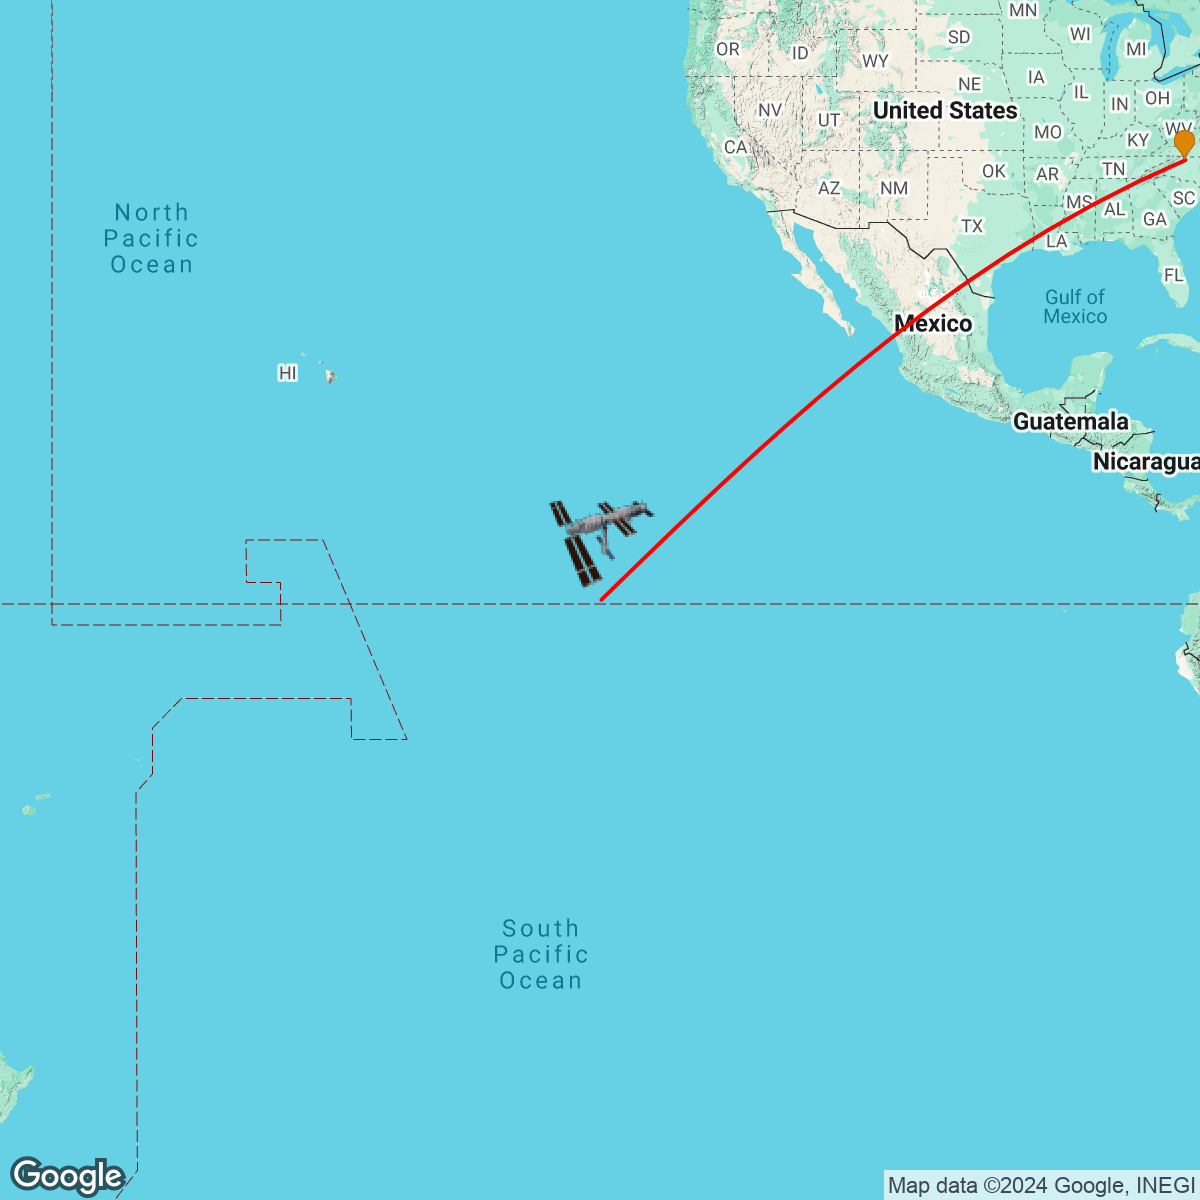 MN
OR
ID
SD
WI
MI
WY
NE
IA
IL
IN
OH
NV
UT
United States
MO
KY
WV
CA
AZ
NM
OK
AR
TN
MS
AL
GA
SC
TX
LA
FL
North
Pacific
Ocean
Gulf of
Mexico
Mexico
HI
Guatemala
Nicaragua
South
Pacific
Ocean
Google
Map data ©2024 Google, INEGI